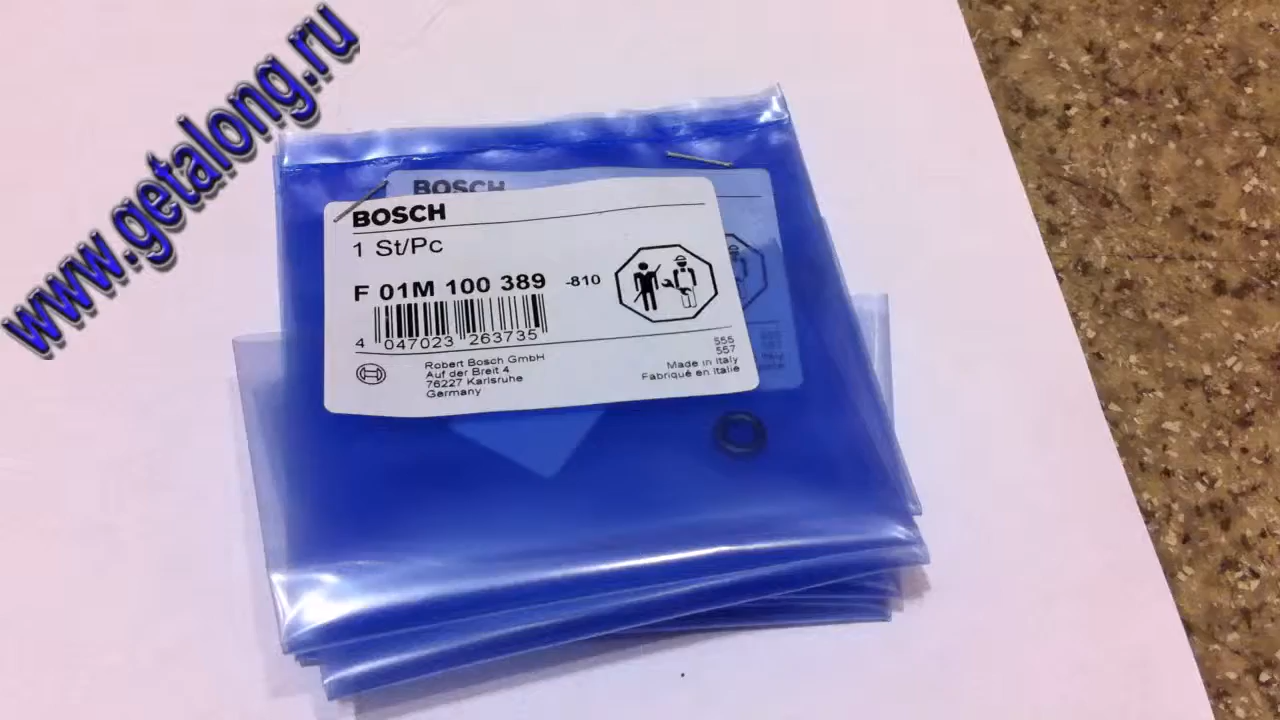 www.getalong.ru
BOSCH
BOSCH
1 St/Pc
F 01M 100 389 -810
4 047023 263735
Robert Bosch GmbH
Auf der Breit 4
76227 Karlsruhe
Germany
555
557
Made in Italy
Fabriqué en Italie